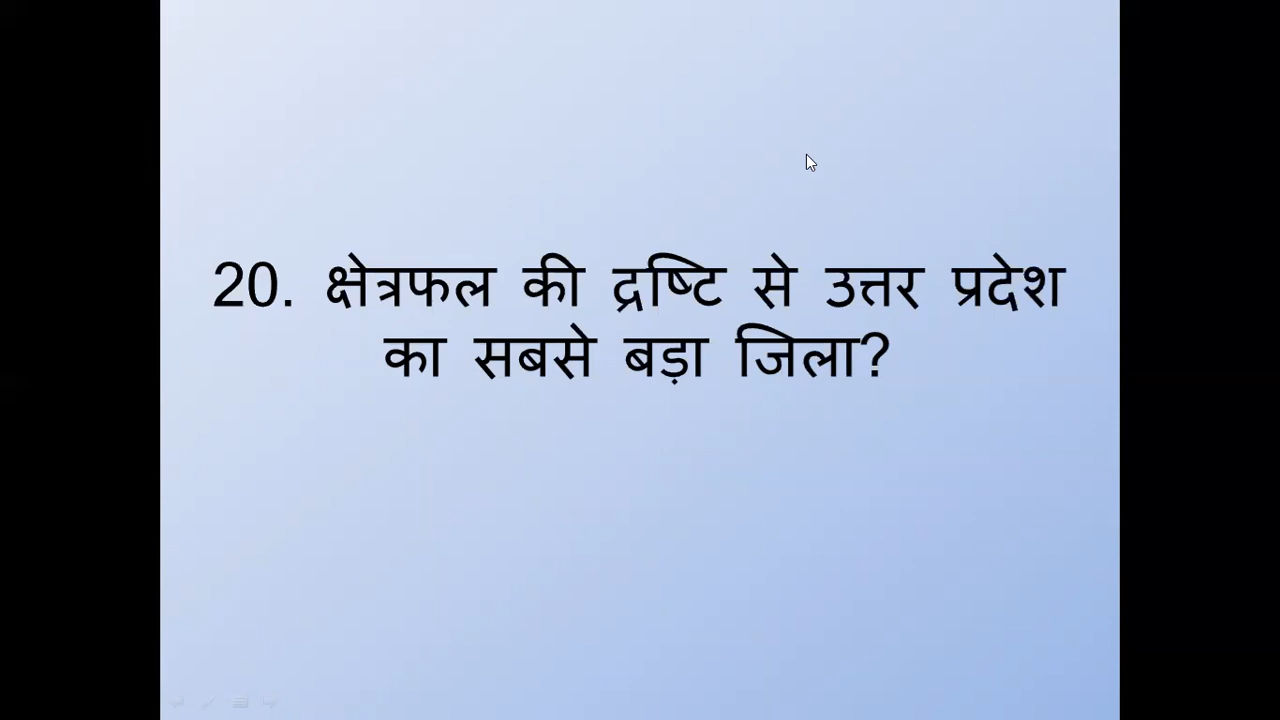 20. क्षेत्रफल की द्रष्टि से उत्तर प्रदेश
का सबसे बड़ा जिला?